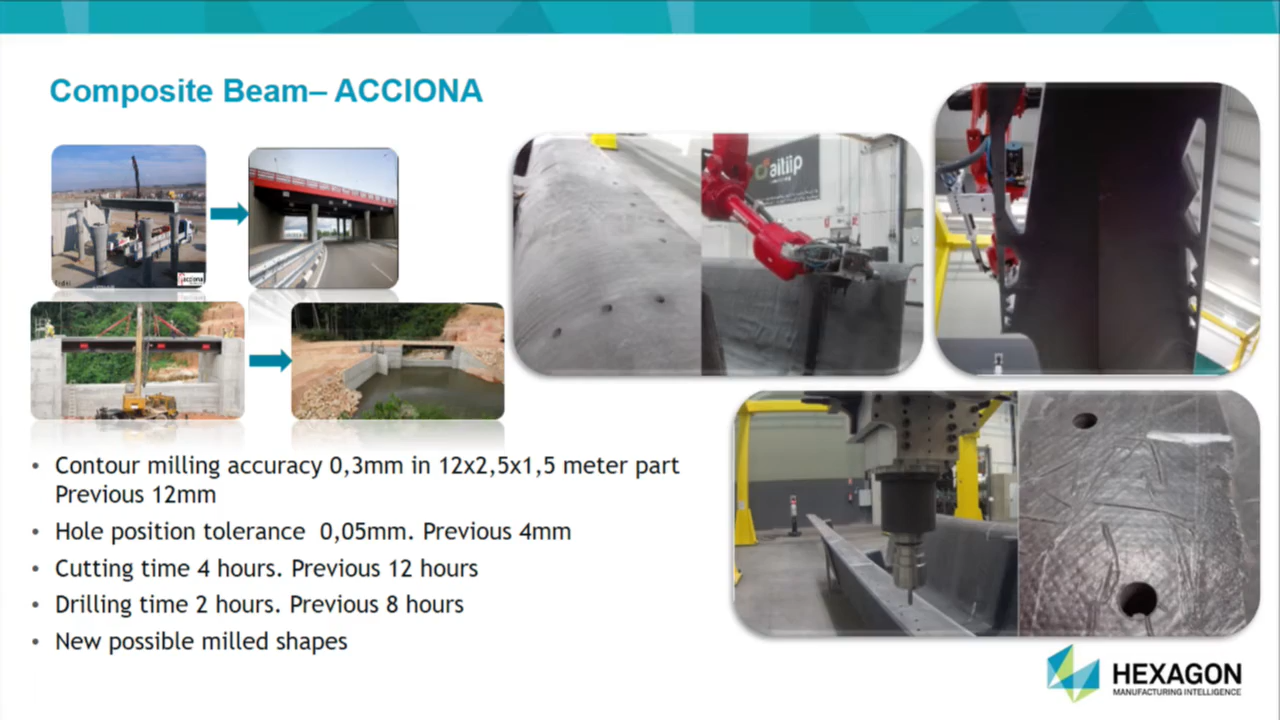 Composite Beam– ACCIONA
acciona
aitiip
• Contour milling accuracy 0,3mm in 12x2,5x1,5 meter part
Previous 12mm
• Hole position tolerance 0,05mm. Previous 4mm
• Cutting time 4 hours. Previous 12 hours
• Drilling time 2 hours. Previous 8 hours
• New possible milled shapes
HEXAGON
MANUFACTURING INTELLIGENCE